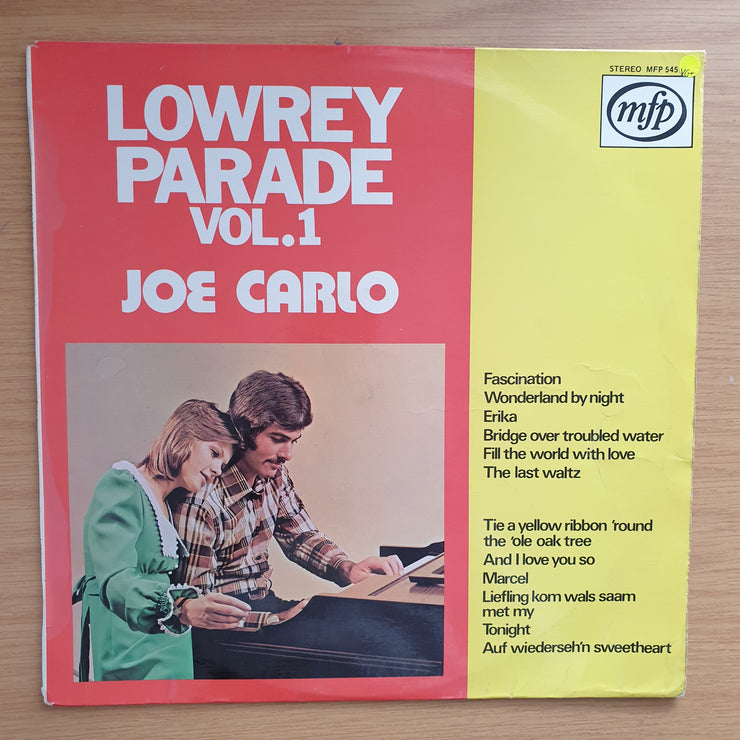 STEREO MFP 545
VG+
mfp
LOWREY
PARADE
VOL.1
JOE CARLO
Fascination
Wonderland by night
Erika
Bridge over troubled water
Fill the world with love
The last waltz
Tie a yellow ribbon 'round
the 'ole oak tree
And I love you so
Marcel
Liefling kom wals saam
met my
Tonight
Auf wiederseh'n sweetheart